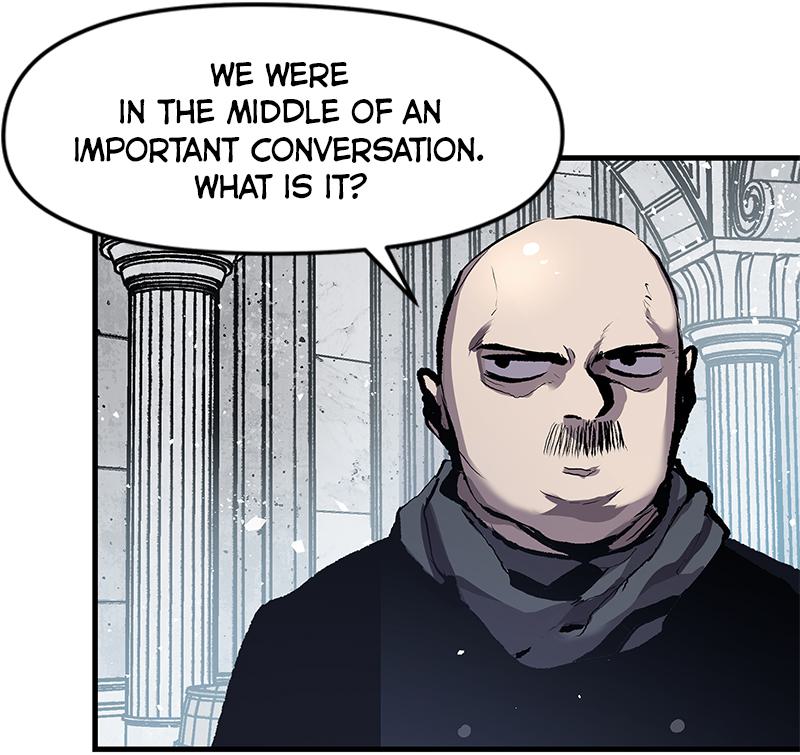 WE WERE
IN THE MIDDLE OF AN
IMPORTANT CONVERSATION.
WHAT IS IT?